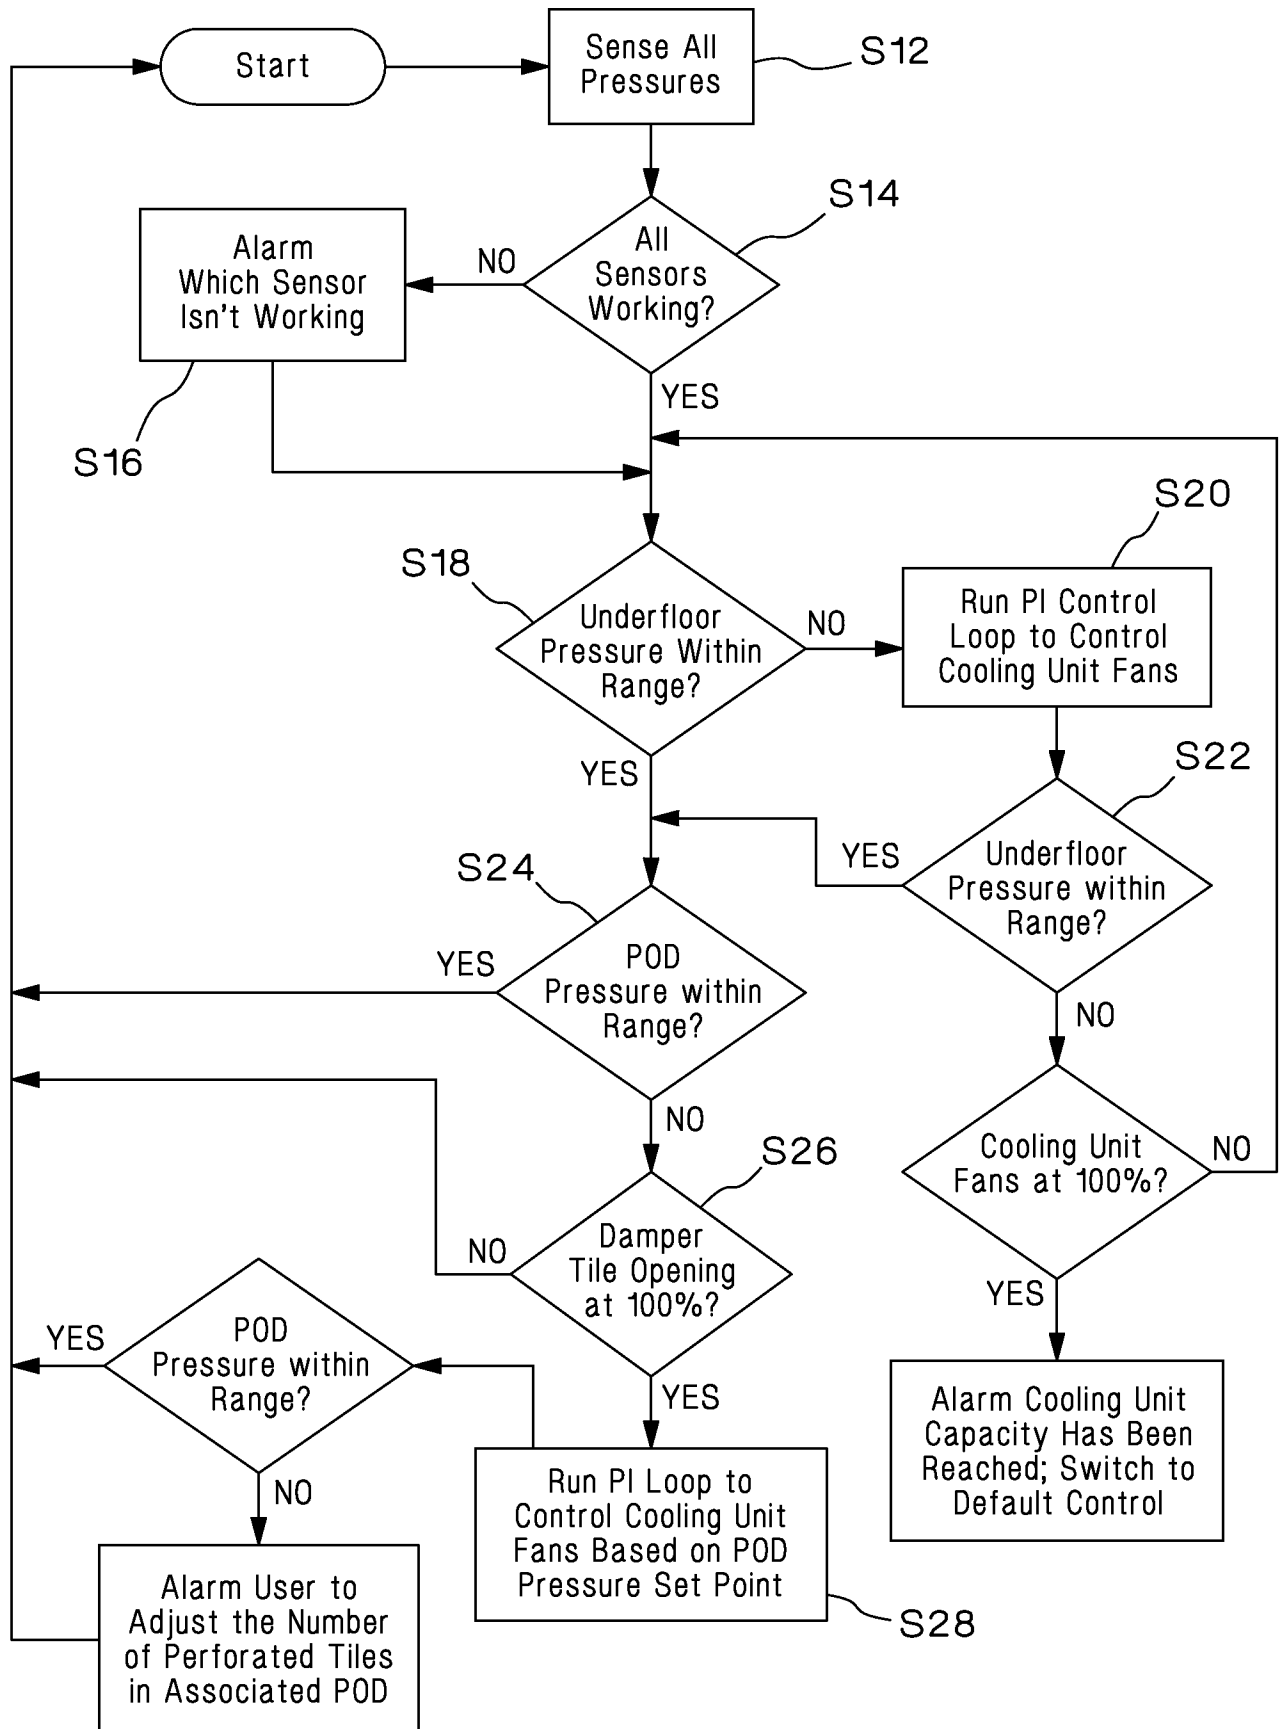 Start
Sense All
Pressures
S12
S14
All
Sensors
Working?
NO
Alarm
Which Sensor
Isn't Working
S16
YES
S18
Underfloor
Pressure Within
Range?
NO
S20
Run PI Control
Loop to Control
Cooling Unit Fans
YES
S22
Underfloor
Pressure within
Range?
YES
NO
S24
POD
Pressure within
Range?
YES
NO
Cooling Unit
Fans at 100%?
NO
YES
S26
Damper
Tile Opening
at 100%?
NO
YES
POD
Pressure within
Range?
YES
NO
Alarm Cooling Unit
Capacity Has Been
Reached; Switch to
Default Control
Run PI Loop to
Control Cooling Unit
Fans Based on POD
Pressure Set Point
S28
Alarm User to
Adjust the Number
of Perforated Tiles
in Associated POD